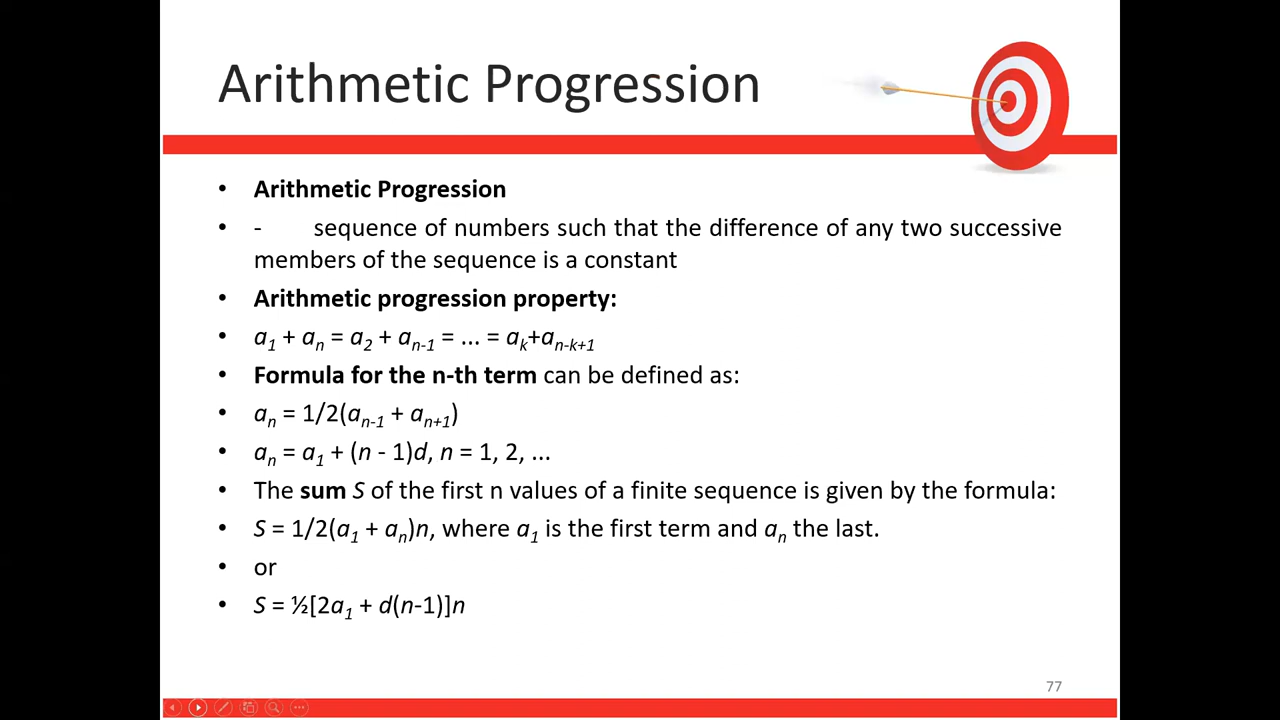 Arithmetic Progression
• Arithmetic Progression
• - sequence of numbers such that the difference of any two successive
members of the sequence is a constant
• Arithmetic progression property:
• a₁ + aₙ = a₂ + aₙ₋₁ = ... = aₖ+aₙ₋ₖ₊₁
• Formula for the n-th term can be defined as:
• aₙ = 1/2(aₙ₋₁ + aₙ₊₁)
• aₙ = a₁ + (n - 1)d, n = 1, 2, ...
• The sum S of the first n values of a finite sequence is given by the formula:
• S = 1/2(a₁ + aₙ)n, where a₁ is the first term and aₙ the last.
• or
• S = ½[2a₁ + d(n-1)]n
77